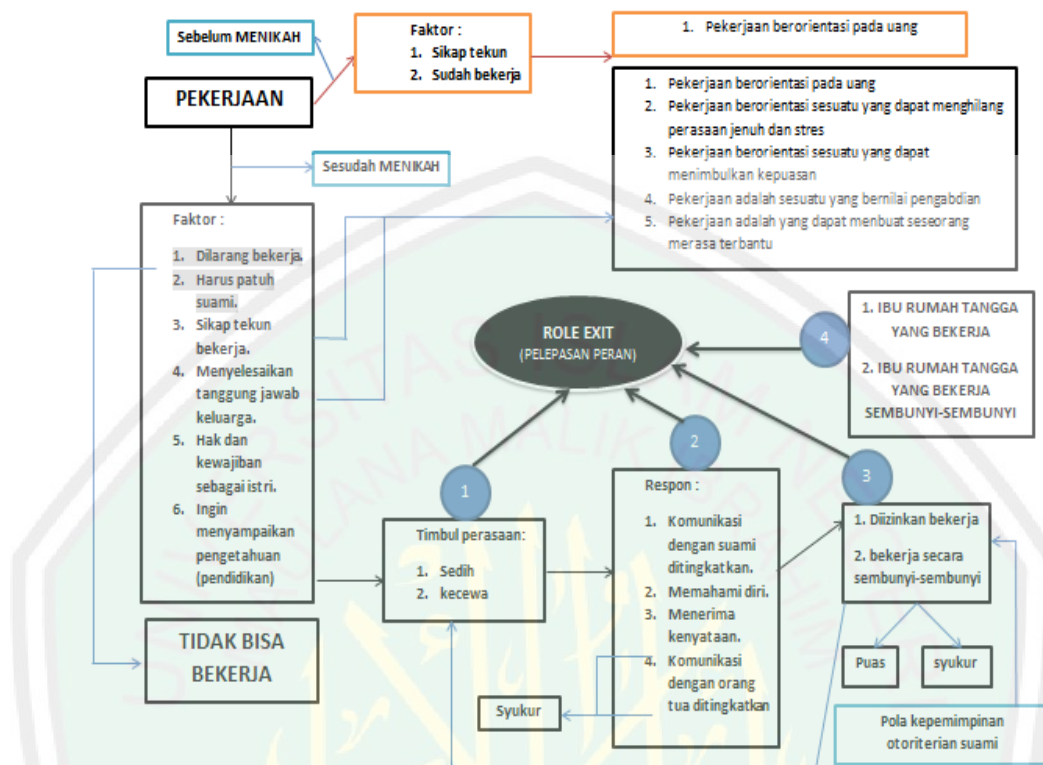 Sebelum MENIKAH
Faktor :
1. Sikap tekun
2. Sudah bekerja
1. Pekerjaan berorientasi pada uang
PEKERJAAN
1. Pekerjaan berorientasi pada uang
2. Pekerjaan berorientasi sesuatu yang dapat menghilang
perasaan jenuh dan stres
3. Pekerjaan berorientasi sesuatu yang dapat
menimbulkan kepuasan
4. Pekerjaan adalah sesuatu yang bernilai pengabdian
5. Pekerjaan adalah yang dapat menbuat seseorang
merasa terbantu
Sesudah MENIKAH
Faktor :
1. Dilarang bekerja.
2. Harus patuh
suami.
3. Sikap tekun
bekerja.
4. Menyelesaikan
tanggung jawab
keluarga.
5. Hak dan
kewajiban
sebagai istri.
6. Ingin
menyampaikan
pengetahuan
(pendidikan)
ROLE EXIT
(PELEPASAN PERAN)
4
1. IBU RUMAH TANGGA
YANG BEKERJA
2. IBU RUMAH TANGGA
YANG BEKERJA
SEMBUNYI-SEMBUNYI
1
2
3
Timbul perasaan:
1. Sedih
2. kecewa
Respon :
1. Komunikasi
dengan suami
ditingkatkan.
2. Memahami diri.
3. Menerima
kenyataan.
4. Komunikasi
dengan orang
tua ditingkatkan
1. Diizinkan bekerja
2. bekerja secara
sembunyi-sembunyi
TIDAK BISA
BEKERJA
Syukur
Puas
syukur
Pola kepemimpinan
otoriterian suami